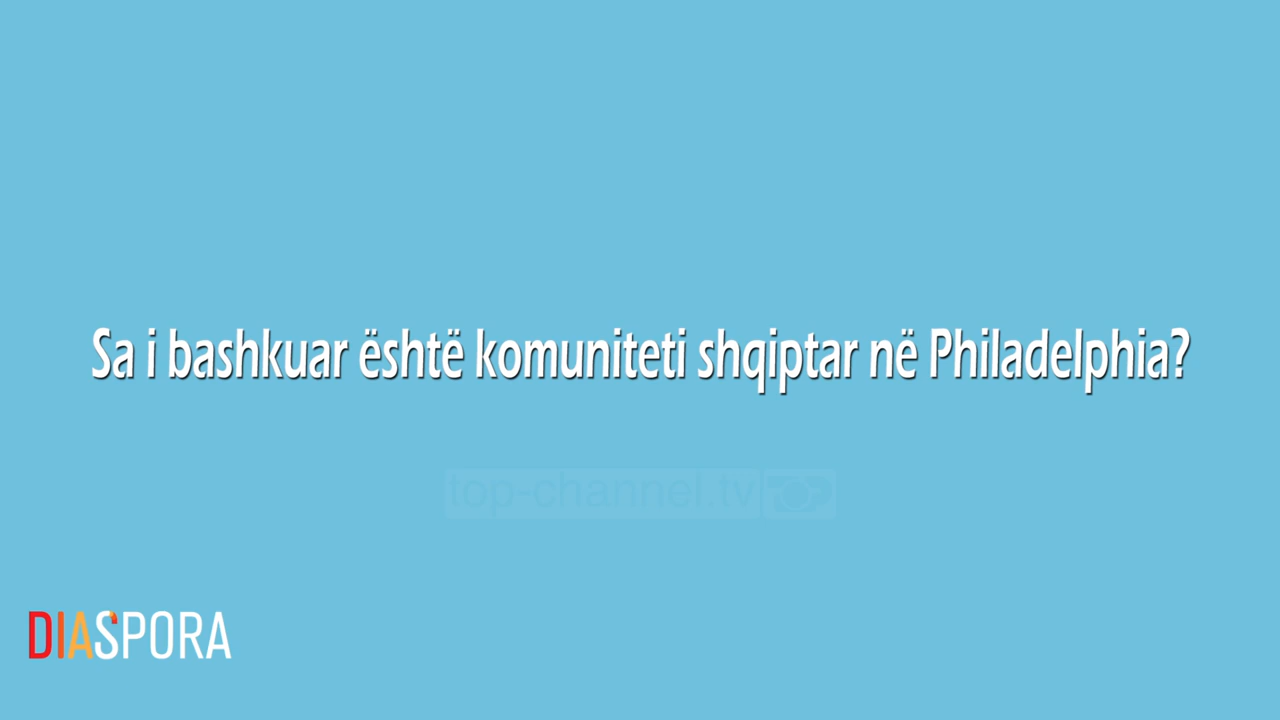 Sa i bashkuar është komuniteti shqiptar në Philadelphia?
top-channel.tv
DIASPORA